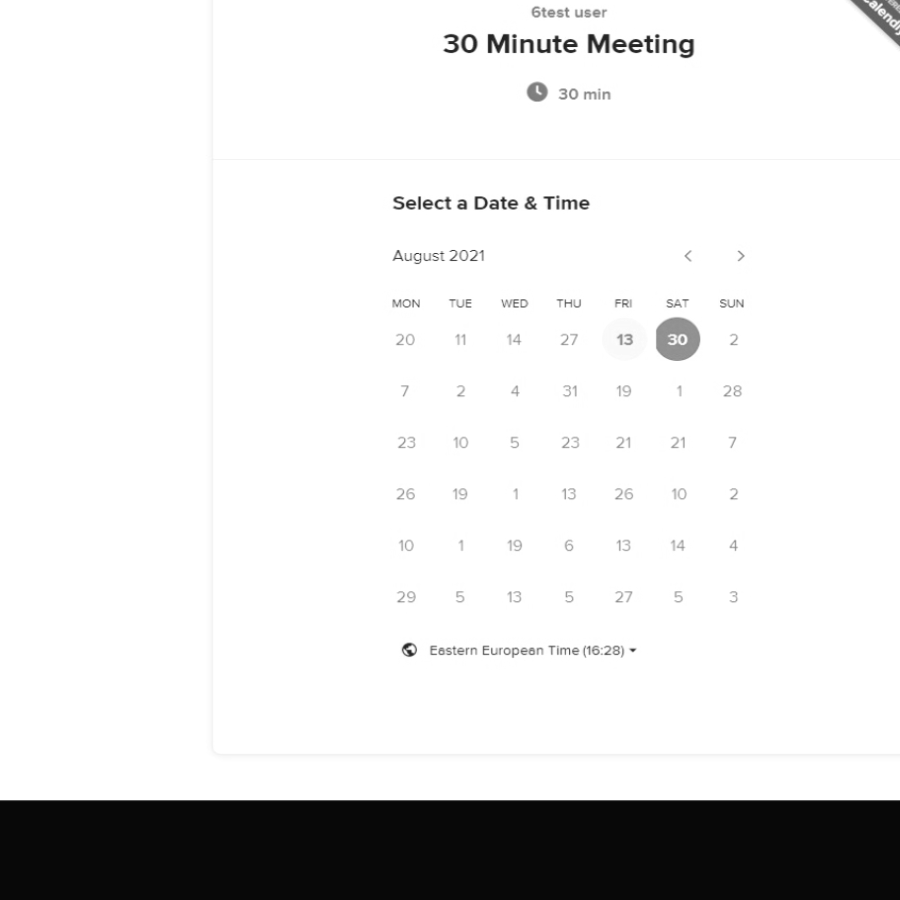 6test user
30 Minute Meeting
30 min
Select a Date & Time
August 2021
MON TUE WED THU FRI SAT SUN
20 11 14 27 13 30 2
7 2 4 31 19 1 28
23 10 5 23 21 21 7
26 19 1 13 26 10 2
10 1 19 6 13 14 4
29 5 13 5 27 5 3
Eastern European Time (16:28)